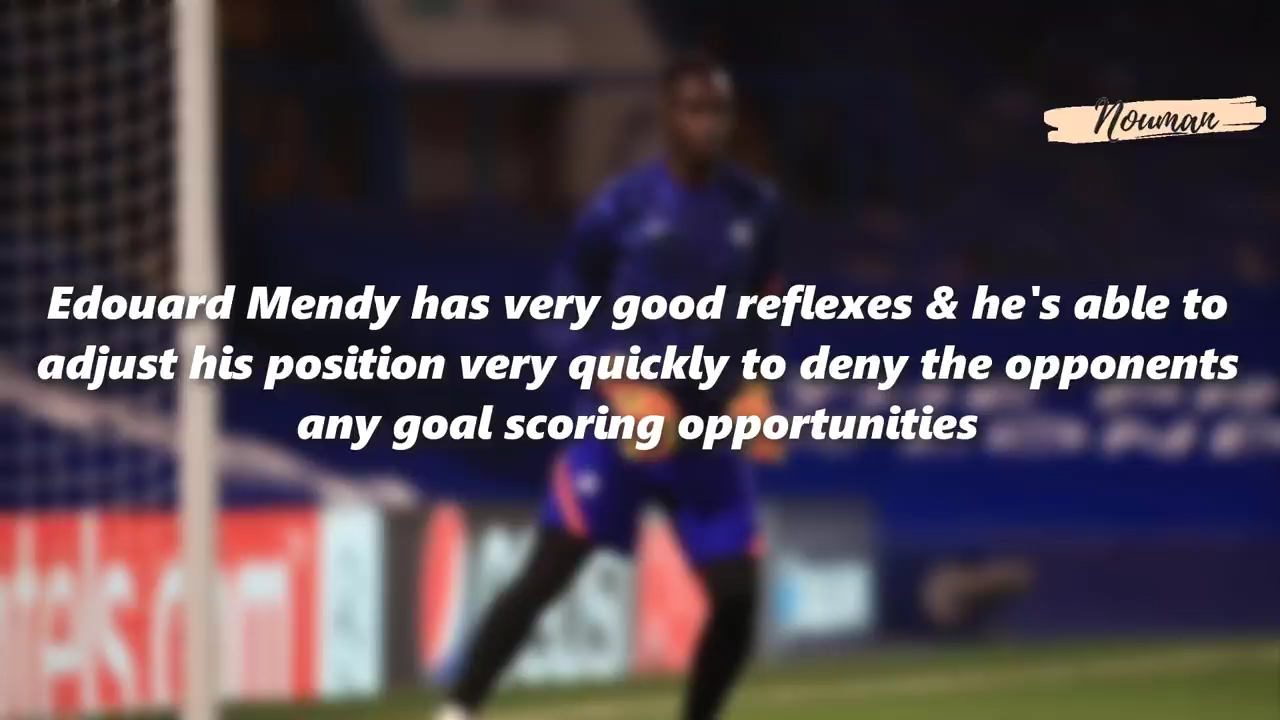 Nouman
Edouard Mendy has very good reflexes & he's able to
adjust his position very quickly to deny the opponents
any goal scoring opportunities